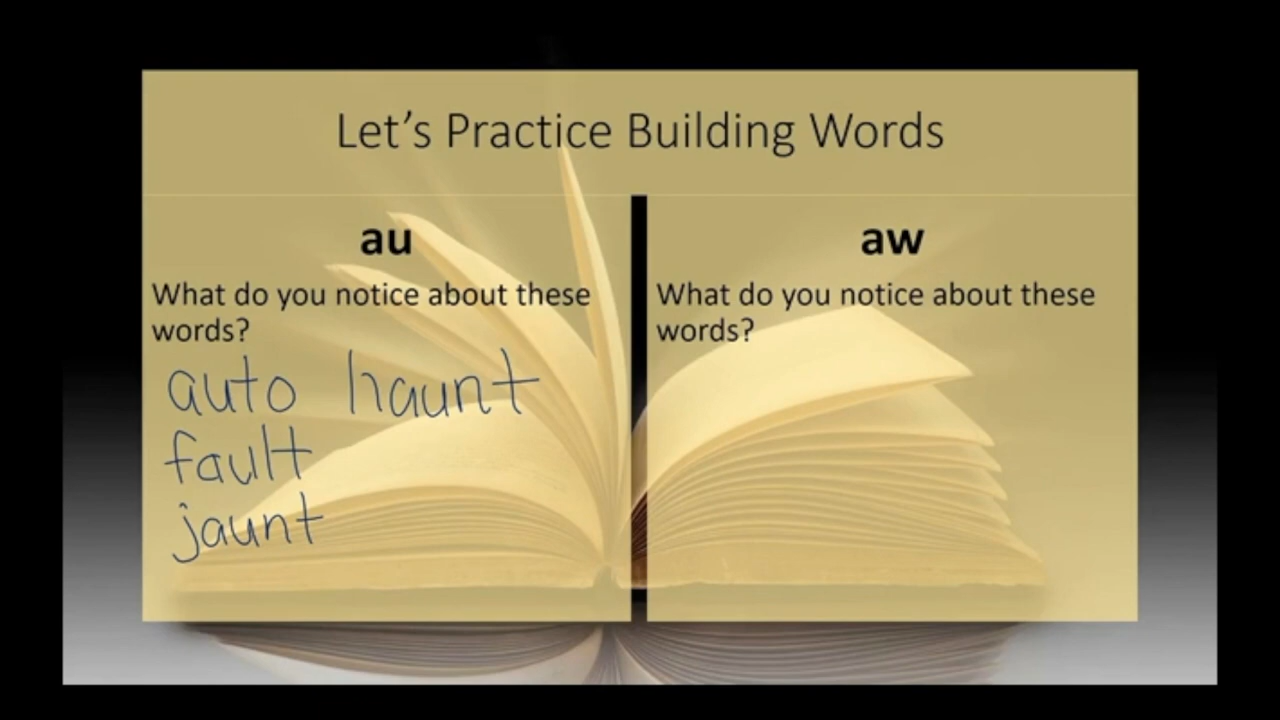 Let's Practice Building Words
au
What do you notice about these
words?
auto haunt
fault
jaunt
aw
What do you notice about these
words?